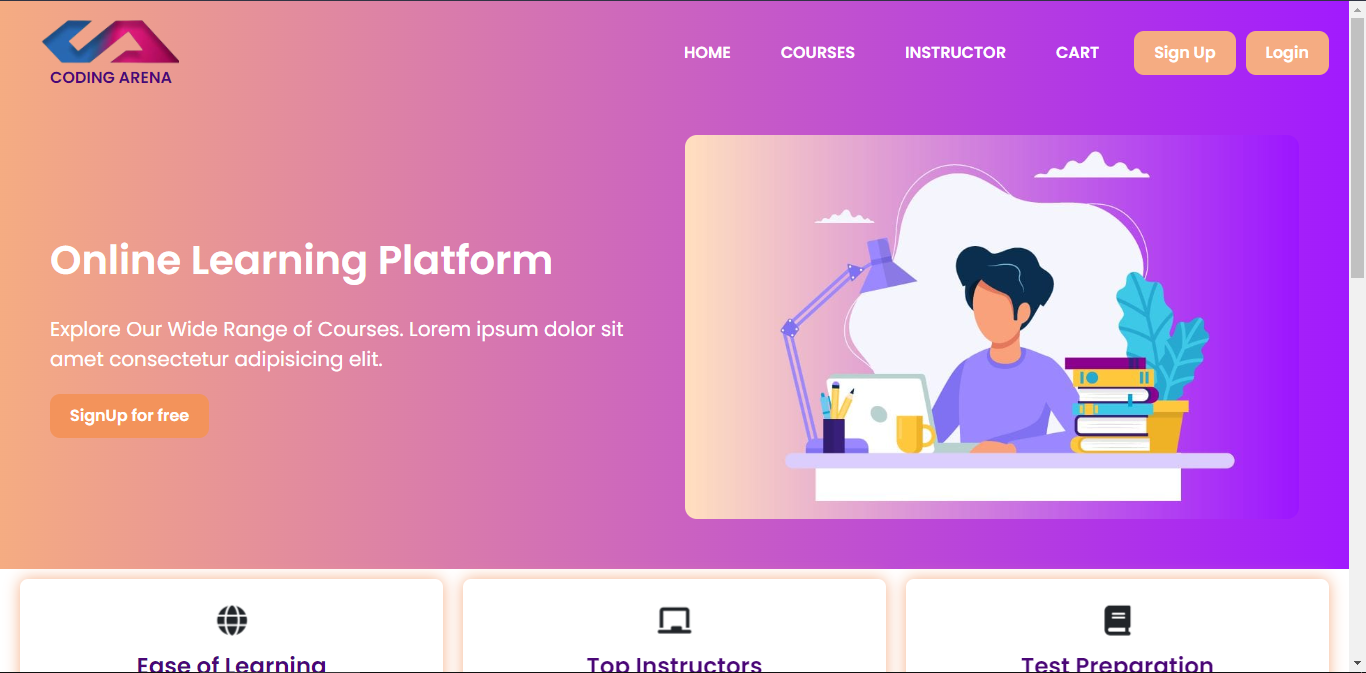 CODING ARENA
HOME
COURSES
INSTRUCTOR
CART
Sign Up
Login
Online Learning Platform
Explore Our Wide Range of Courses. Lorem ipsum dolor sit
amet consectetur adipisicing elit.
SignUp for free
Ease of Learning
Top Instructors
Test Preparation